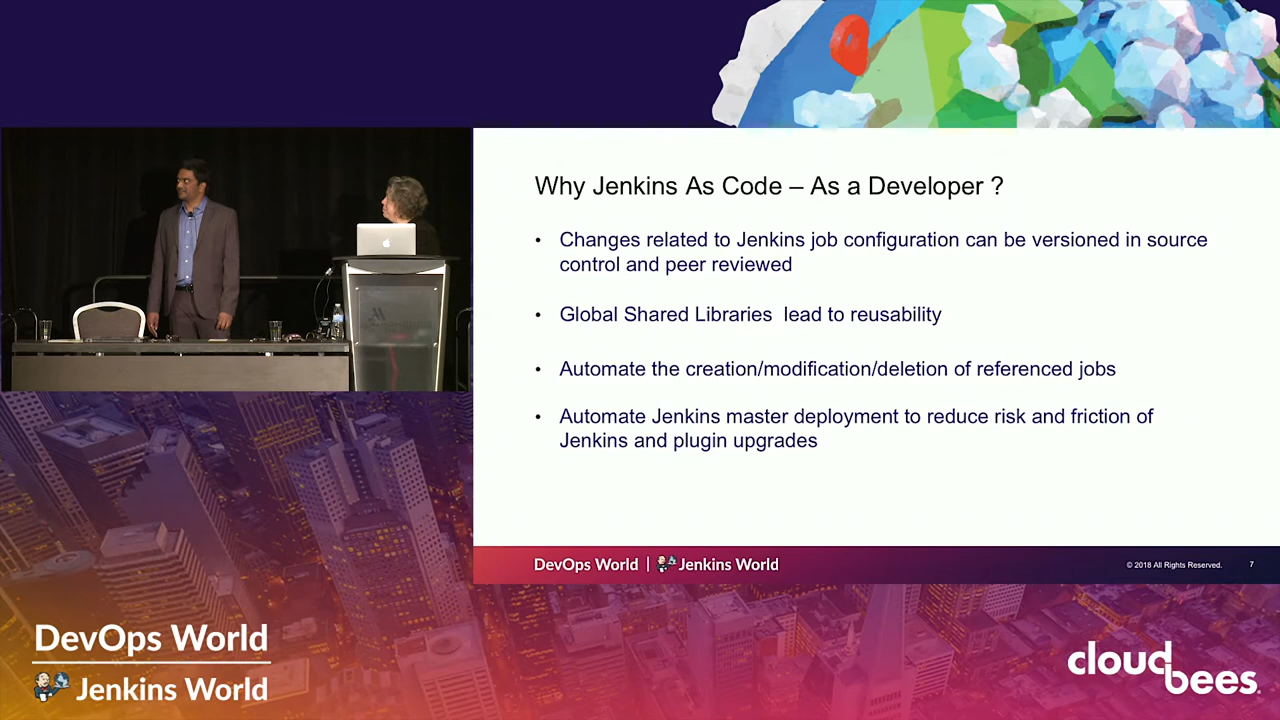 Why Jenkins As Code – As a Developer ?
• Changes related to Jenkins job configuration can be versioned in source
control and peer reviewed
• Global Shared Libraries lead to reusability
• Automate the creation/modification/deletion of referenced jobs
• Automate Jenkins master deployment to reduce risk and friction of
Jenkins and plugin upgrades
DevOps World | Jenkins World
© 2018 All Rights Reserved. 7
DevOps World
Jenkins World
cloudbees